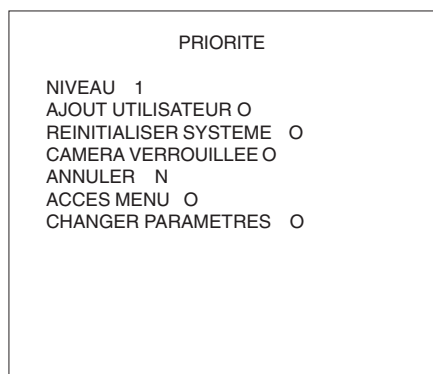 PRIORITE
NIVEAU 1
AJOUT UTILISATEUR O
REINITIALISER SYSTEME O
CAMERA VERROUILLEE O
ANNULER N
ACCES MENU O
CHANGER PARAMETRES O